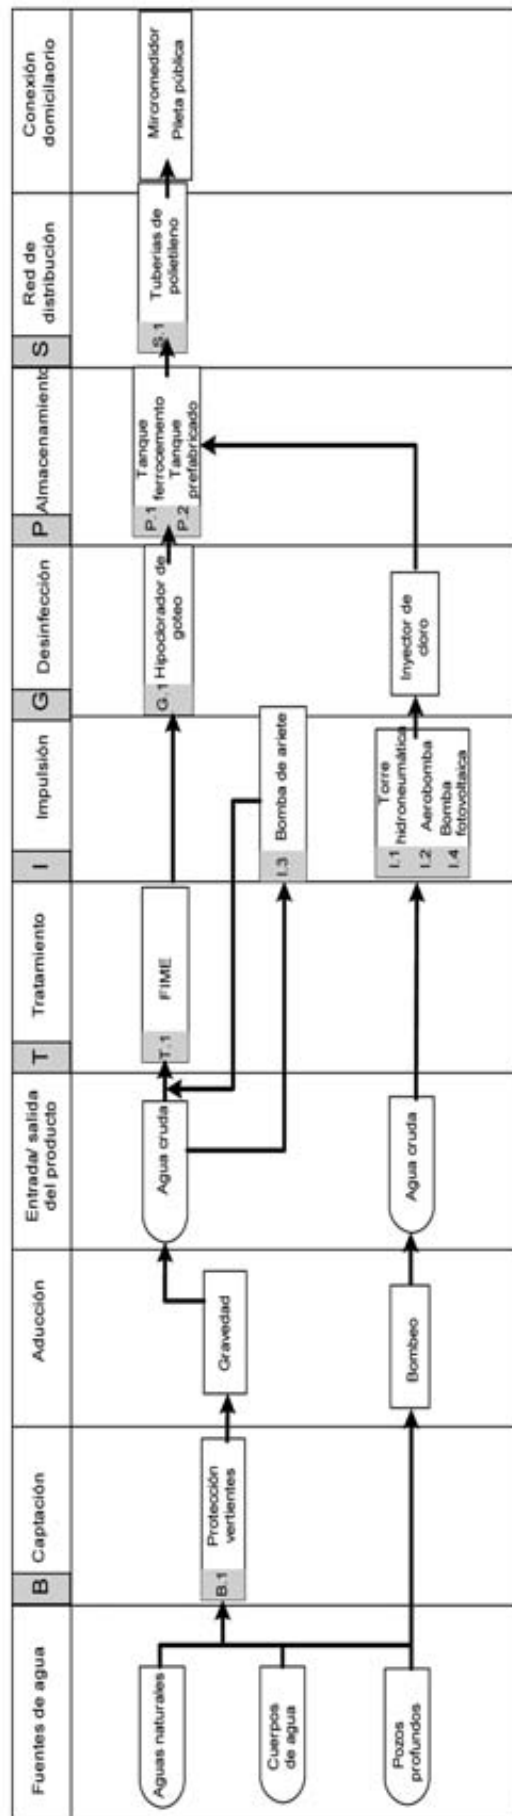 Fuentes de agua
B
Captación
Aducción
Entrada/ salida
del producto
T
Tratamiento
I
Impulsión
G
Desinfección
P
Almacenamiento
S
Red de
distribución
Conexión
domicilaorio
Aguas naturales
Cuerpos
de agua
Pozos
profundos
B.1
Protección
vertientes
Gravedad
Bombeo
Agua cruda
Agua cruda
T.1
FIME
I.3
Bomba de ariete
I.1
Torre
hidroneumática
I.2
Aerobomba
I.4
Bomba
fotovoltaica
G.1
Hipoclorador de
goteo
Inyector de
cloro
P.1
Tanque
ferrocemento
P.2
Tanque
prefabricado
S.1
Tuberias de
polietileno
Mircromedidor
Pileta pública